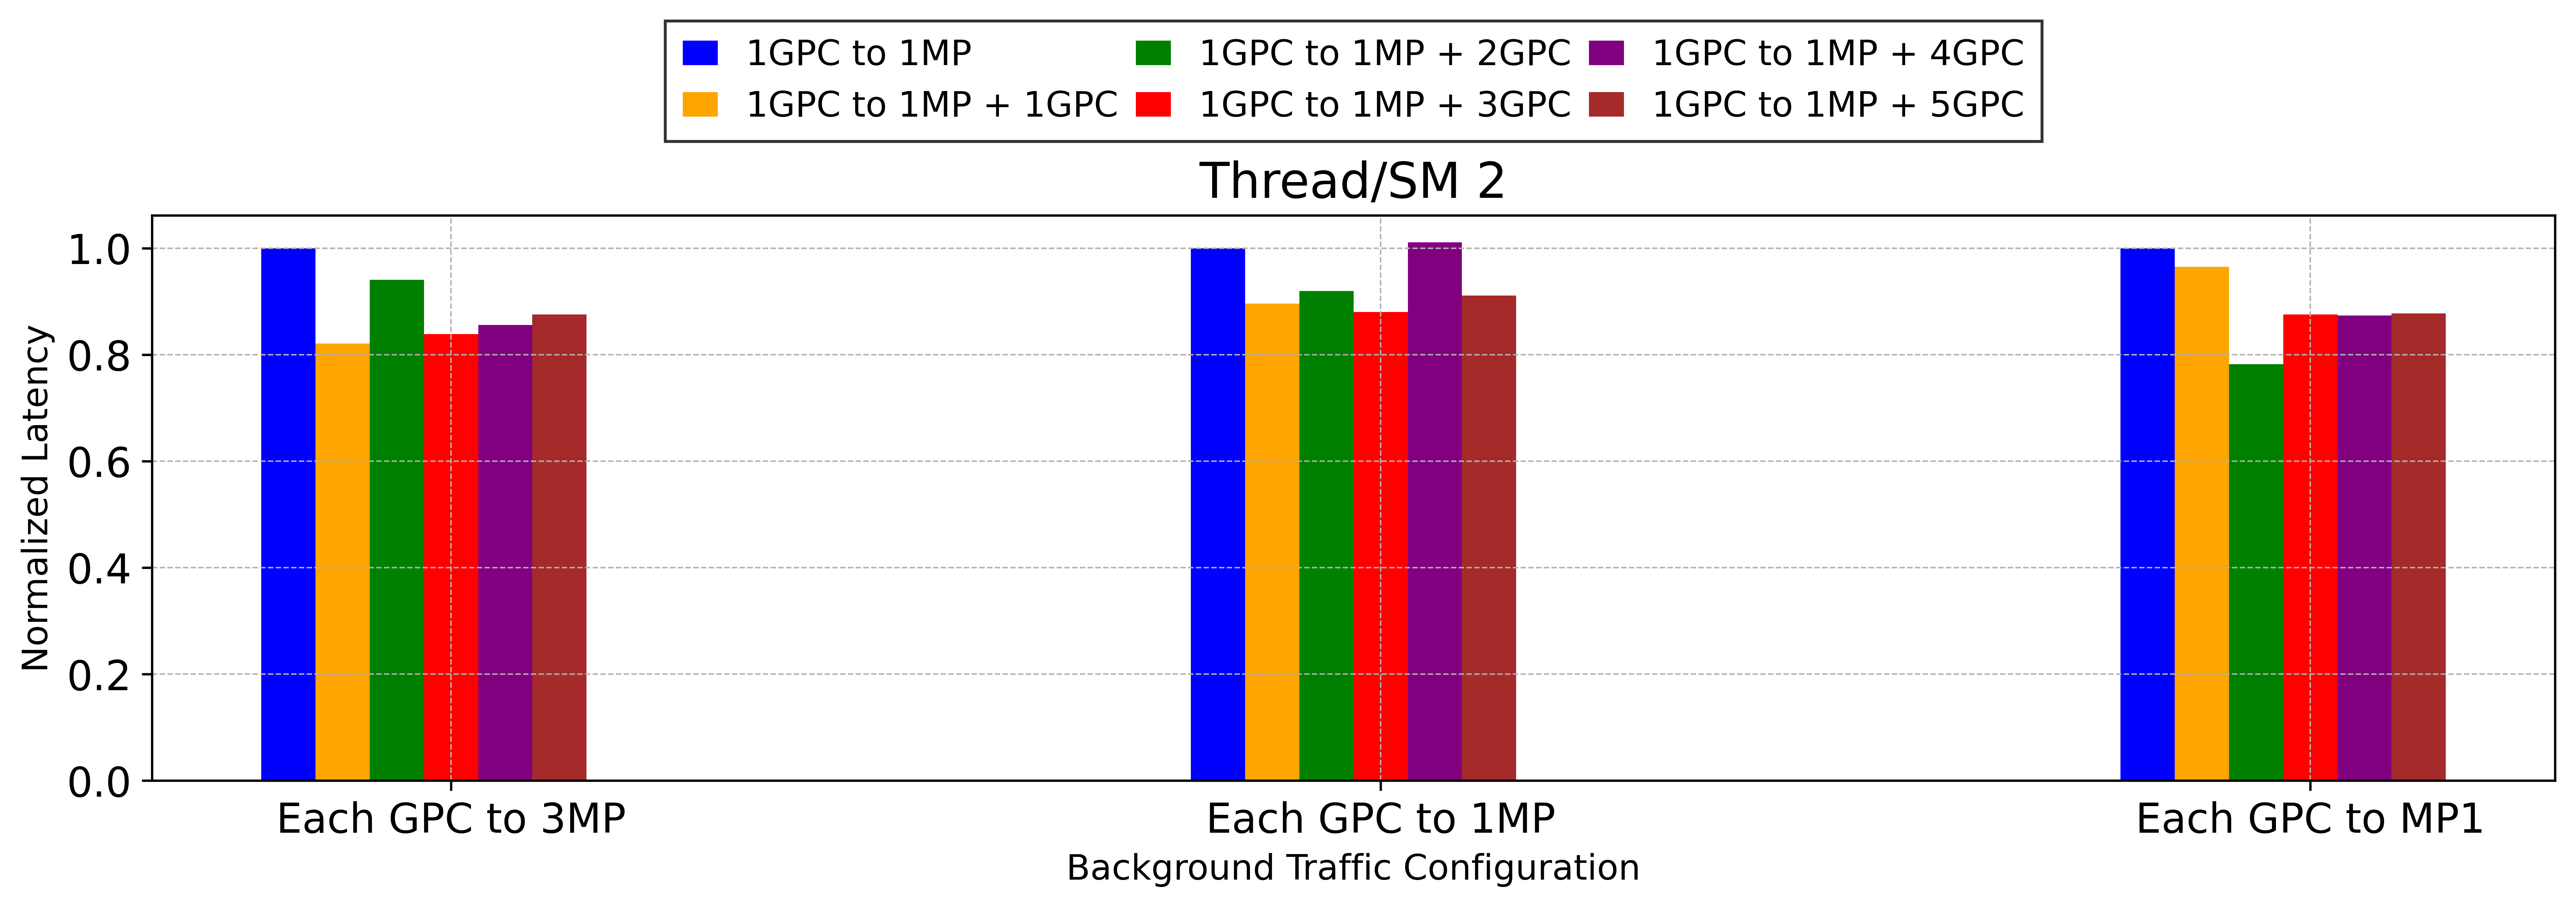 1GPC to 1MP
1GPC to 1MP + 1GPC
1GPC to 1MP + 2GPC
1GPC to 1MP + 3GPC
1GPC to 1MP + 4GPC
1GPC to 1MP + 5GPC
Thread/SM 2
Normalized Latency
1.0
0.8
0.6
0.4
0.2
0.0
Each GPC to 3MP
Each GPC to 1MP
Each GPC to MP1
Background Traffic Configuration